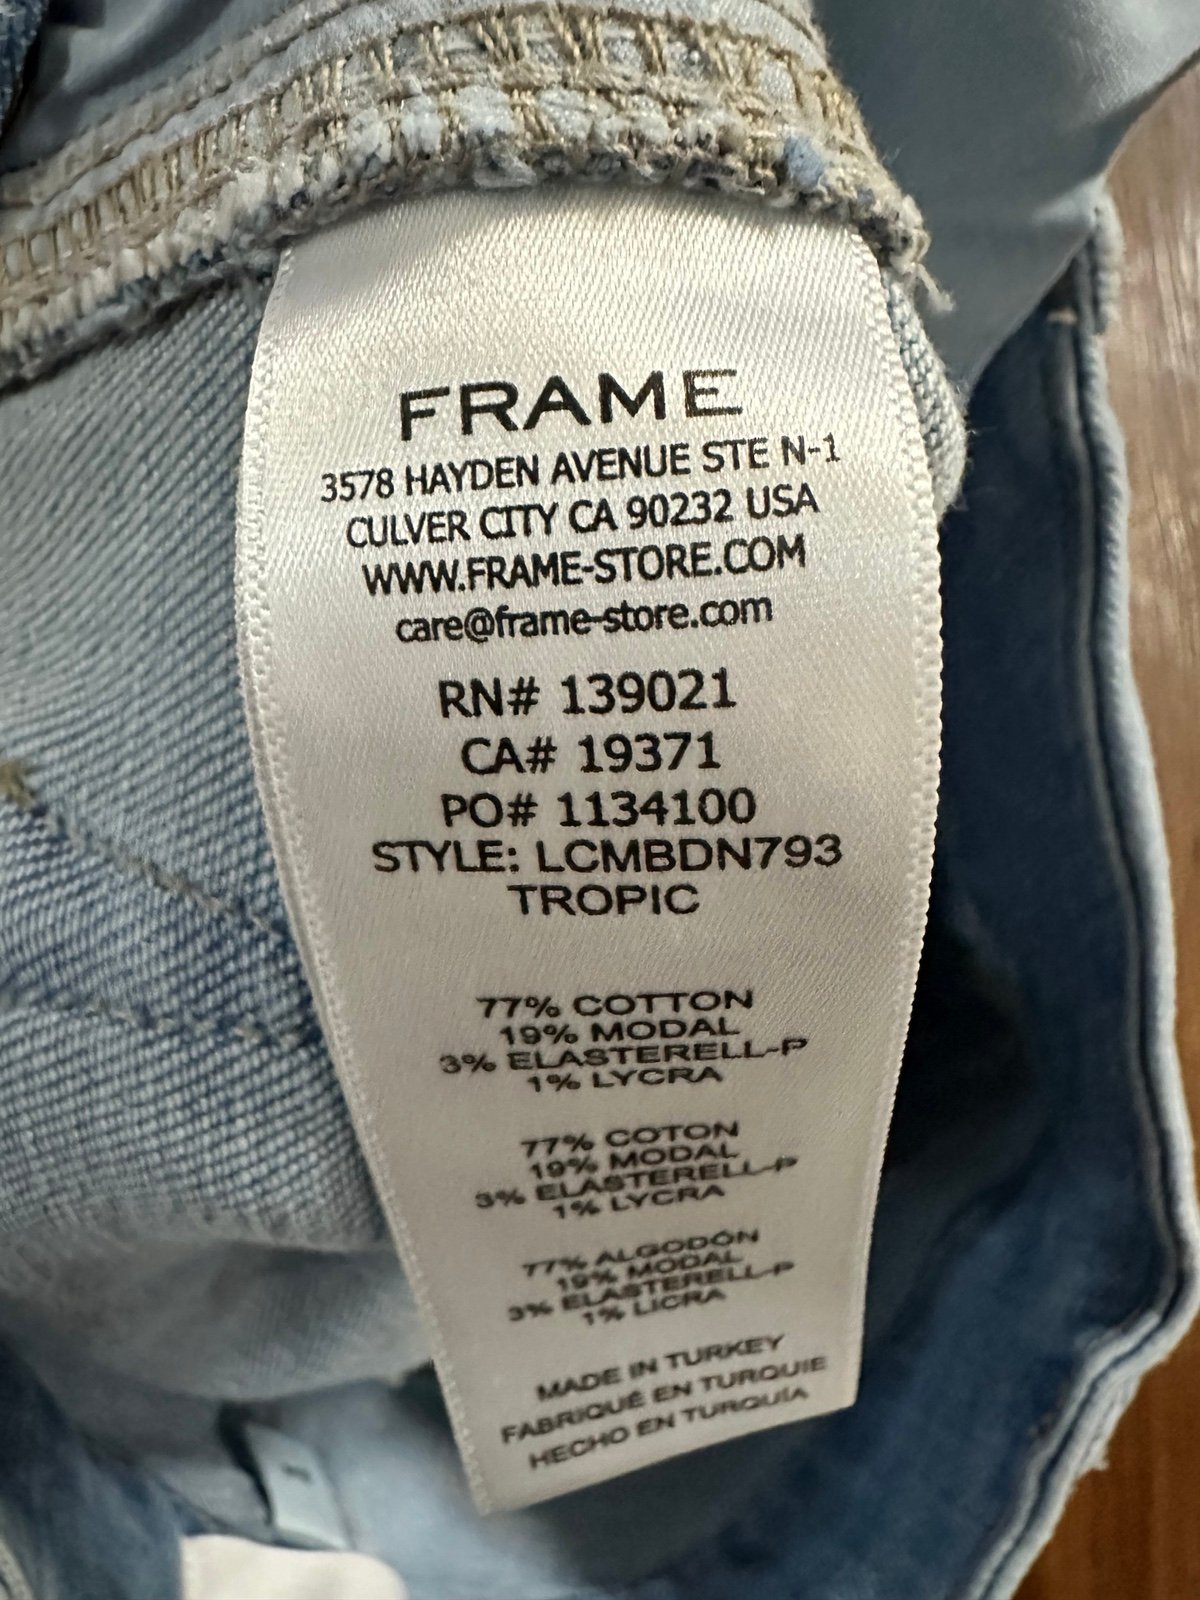 FRAME
3578 HAYDEN AVENUE STE N-1
CULVER CITY CA 90232 USA
WWW.FRAME-STORE.COM
care@frame-store.com
RN# 139021
CA# 19371
PO# 1134100
STYLE: LCMBDN793
TROPIC
77% COTTON
19% MODAL
3% ELASTERELL-P
1% LYCRA
77% COTON
19% MODAL
3% ELASTERELL-P
1% LYCRA
77% ALGODÓN
19% MODAL
3% ELASTERELL-P
1% LICRA
MADE IN TURKEY
FABRIQUÉ EN TURQUIE
HECHO EN TURQUÍA